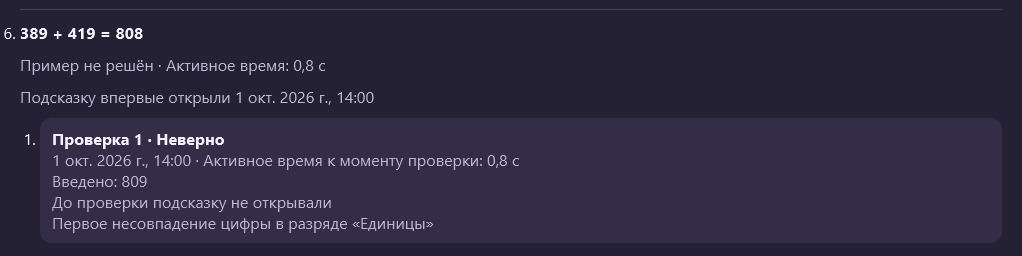 6. 389 + 419 = 808
Пример не решён · Активное время: 0,8 с
Подсказку впервые открыли 1 окт. 2026 г., 14:00
1. Проверка 1 · Неверно
1 окт. 2026 г., 14:00 · Активное время к моменту проверки: 0,8 с
Введено: 809
До проверки подсказку не открывали
Первое несовпадение цифры в разряде «Единицы»